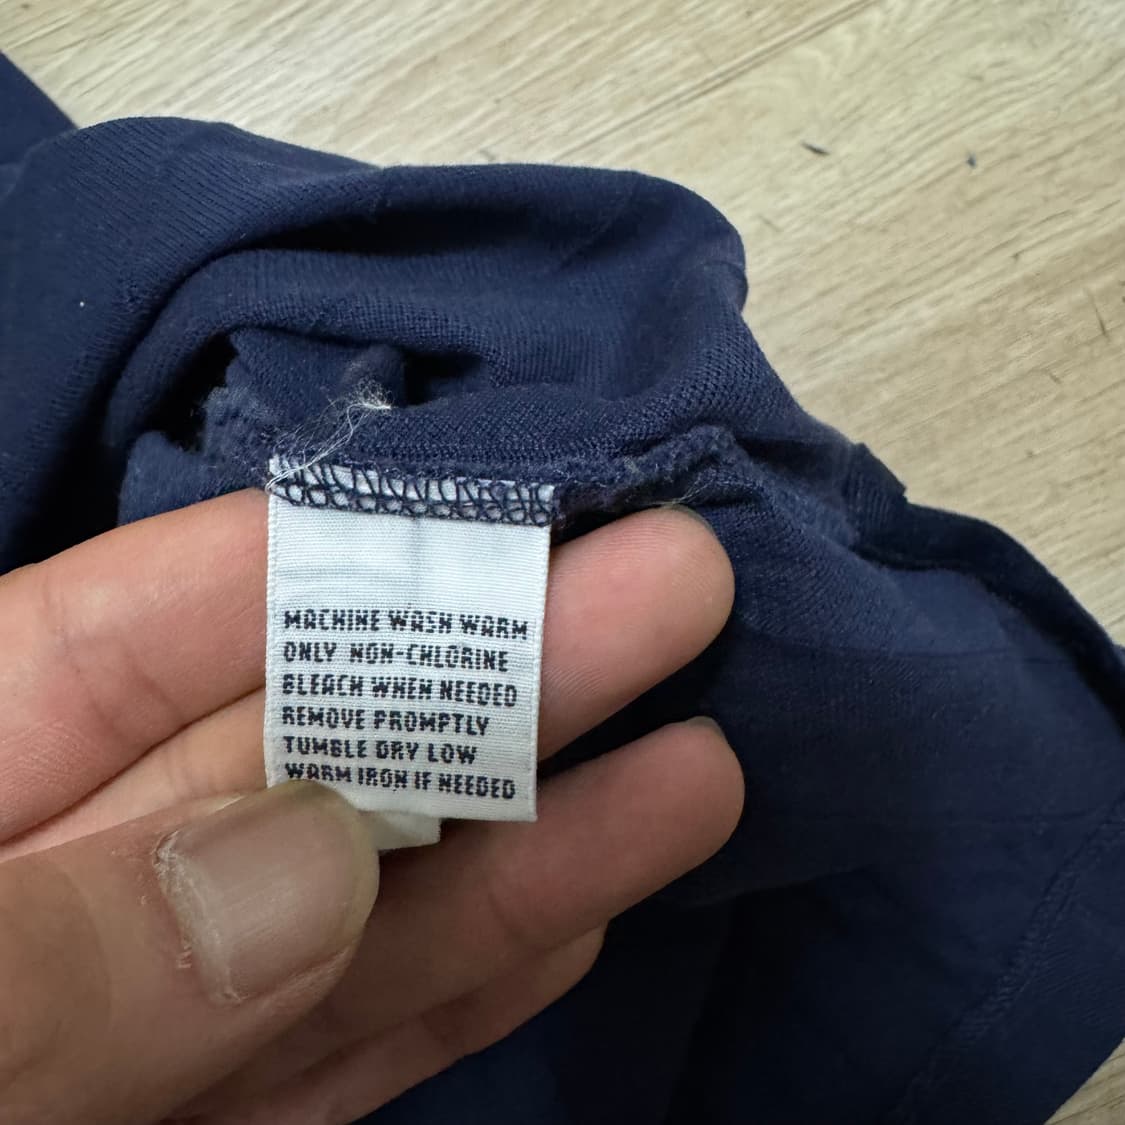 MACHINE WASH WARM
ONLY NON-CHLORINE
BLEACH WHEN NEEDED
REMOVE PROMPTLY
TUMBLE DRY LOW
WARM IRON IF NEEDED